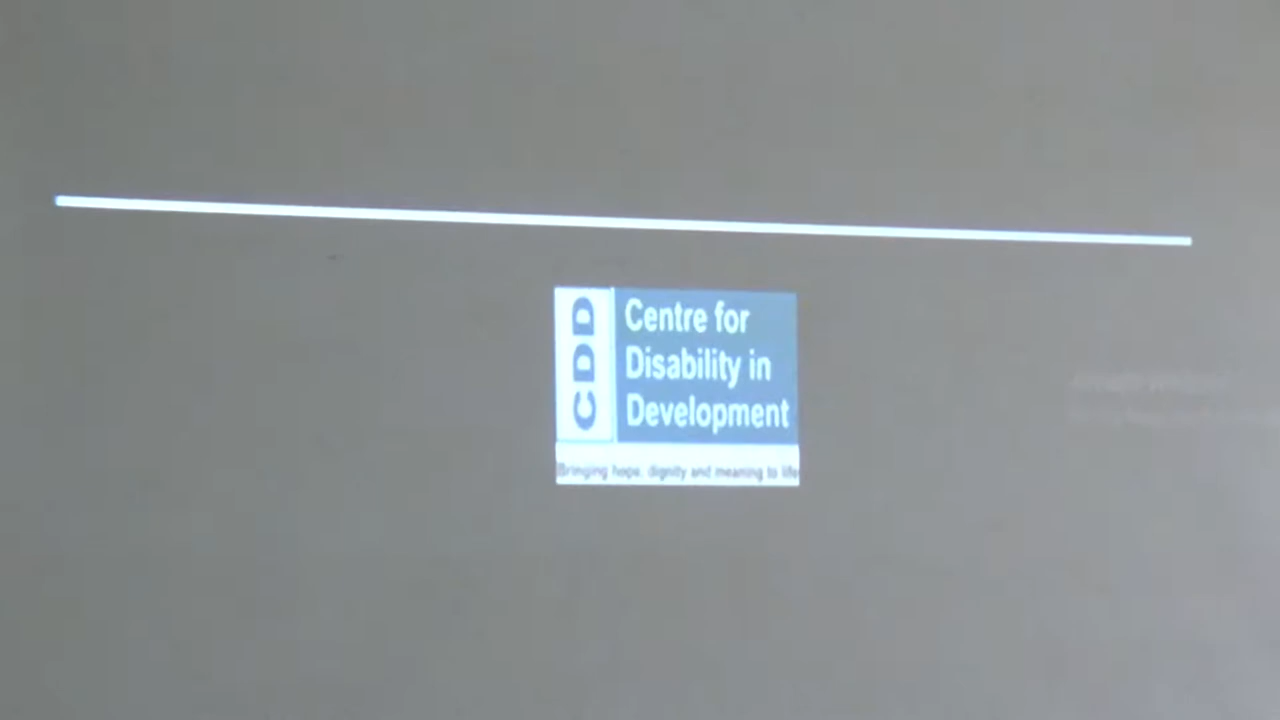 CDD
Centre for
Disability in
Development
Bringing hope, dignity and meaning to life